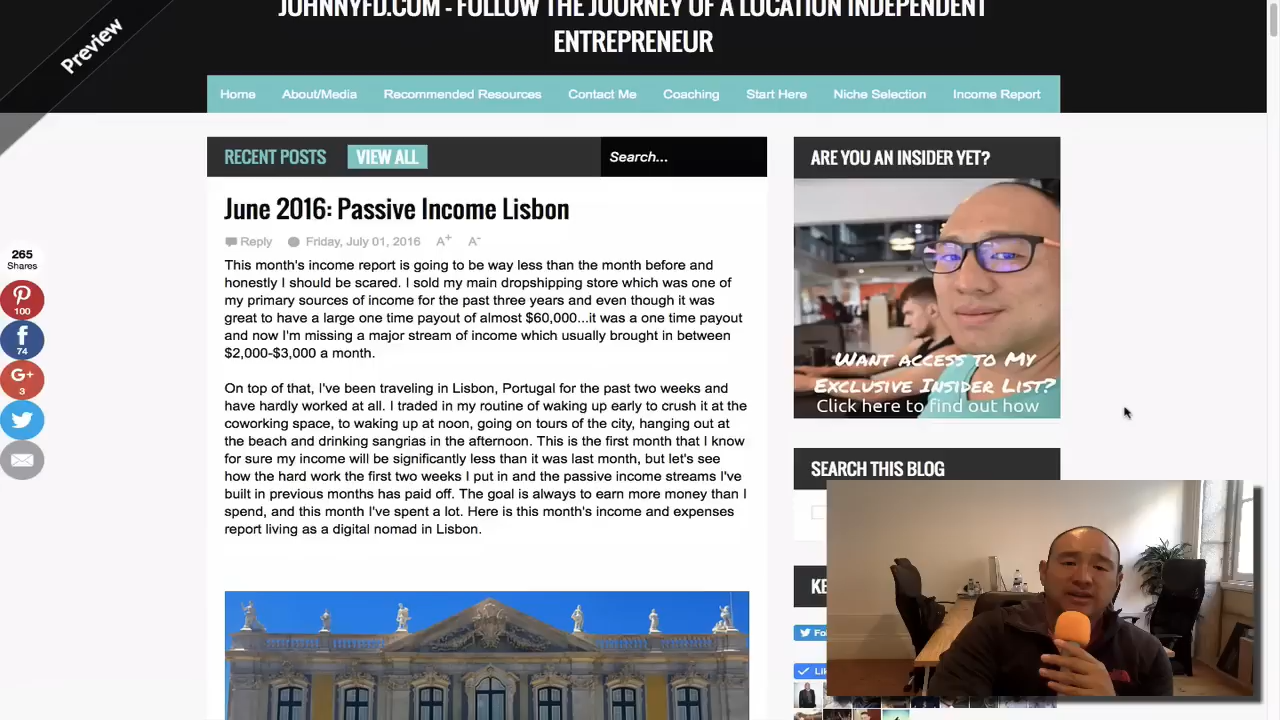 JOHNNYFD.COM - FOLLOW THE JOURNEY OF A LOCATION INDEPENDENT
ENTREPRENEUR
Preview
Home About/Media Recommended Resources Contact Me Coaching Start Here Niche Selection Income Report
RECENT POSTS VIEW ALL Search...
June 2016: Passive Income Lisbon
Reply Friday, July 01, 2016 A+ A-
This month's income report is going to be way less than the month before and
honestly I should be scared. I sold my main dropshipping store which was one of
my primary sources of income for the past three years and even though it was
great to have a large one time payout of almost $60,000...it was a one time payout
and now I'm missing a major stream of income which usually brought in between
$2,000-$3,000 a month.
On top of that, I've been traveling in Lisbon, Portugal for the past two weeks and
have hardly worked at all. I traded in my routine of waking up early to crush it at the
coworking space, to waking up at noon, going on tours of the city, hanging out at
the beach and drinking sangrias in the afternoon. This is the first month that I know
for sure my income will be significantly less than it was last month, but let's see
how the hard work the first two weeks I put in and the passive income streams I've
built in previous months has paid off. The goal is always to earn more money than I
spend, and this month I've spent a lot. Here is this month's income and expenses
report living as a digital nomad in Lisbon.
265
Shares
100
f
74
G+
3
ARE YOU AN INSIDER YET?
Want access to My
Exclusive Insider List?
Click here to find out how
SEARCH THIS BLOG
KE
Fo
Lik